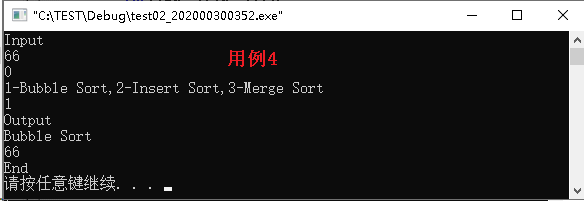 "C:\TEST\Debug\test02_202000300352.exe"
Input
66
用例4
0
1-Bubble Sort,2-Insert Sort,3-Merge Sort
1
Output
Bubble Sort
66
End
请按任意键继续. . .